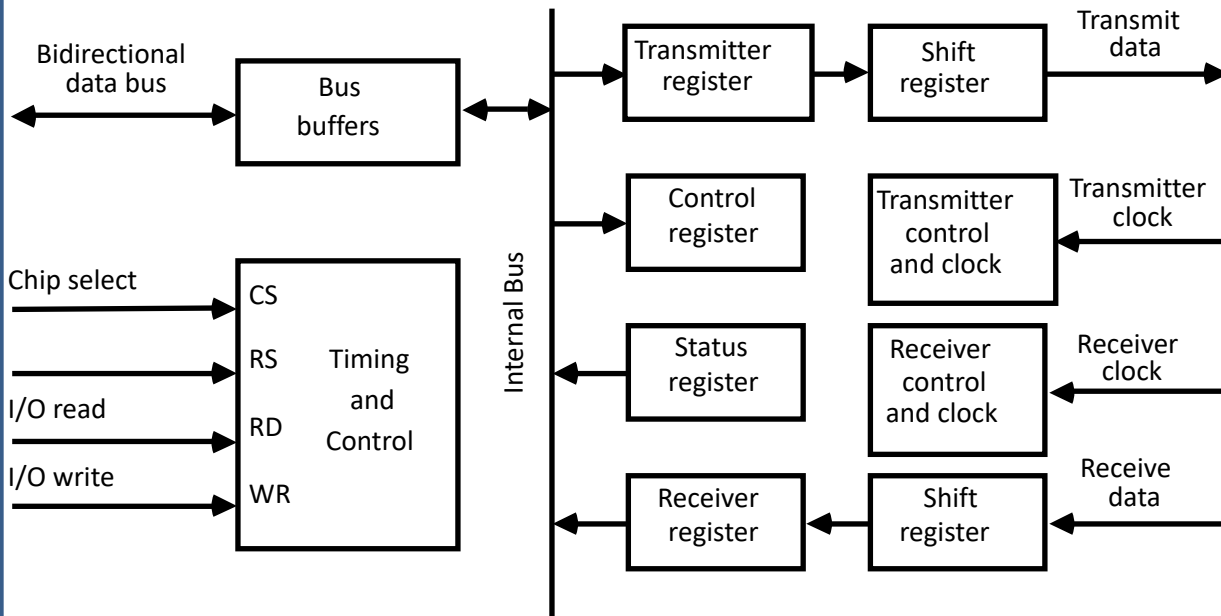 Bidirectional
data bus
Bus
buffers
Chip select
I/O read
I/O write
CS
RS
RD
WR
Timing
and
Control
Internal Bus
Transmitter
register
Shift
register
Transmit
data
Control
register
Transmitter
control
and clock
Transmitter
clock
Status
register
Receiver
control
and clock
Receiver
clock
Receiver
register
Shift
register
Receive
data